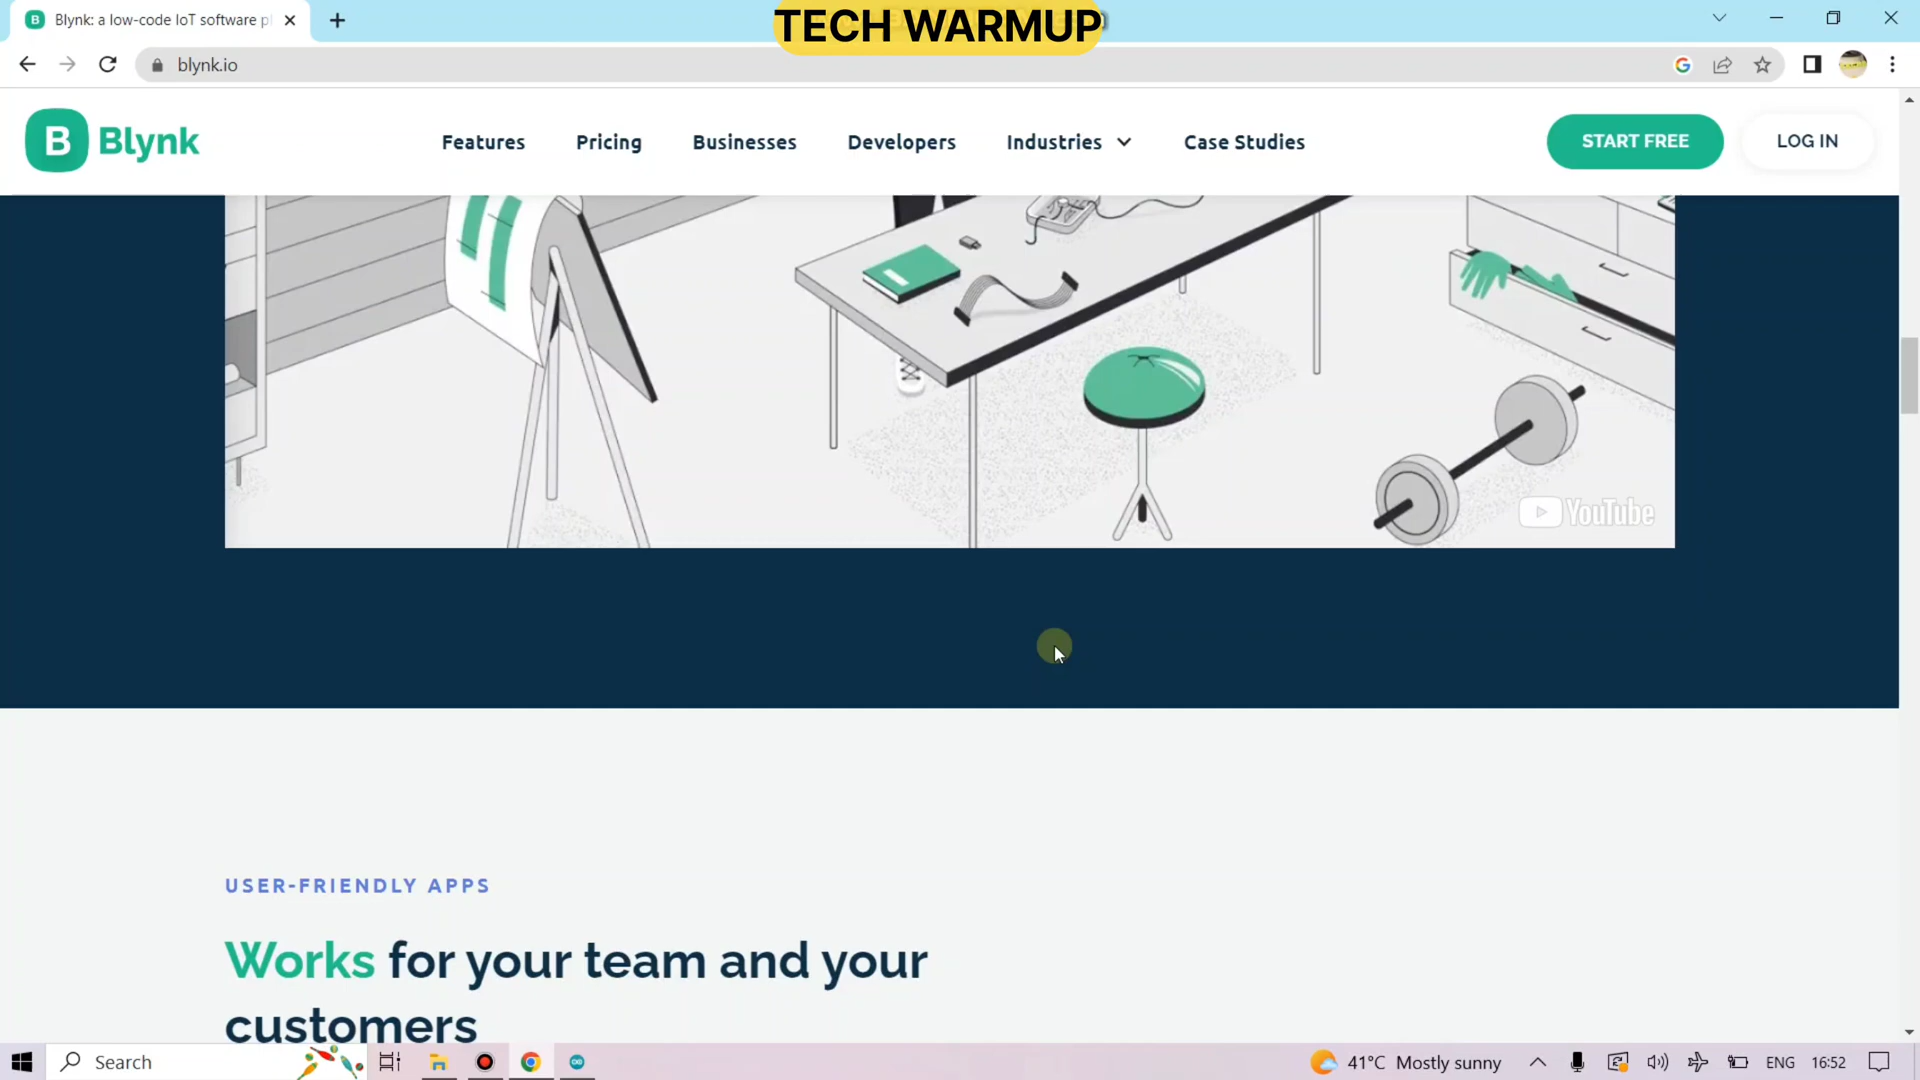 Blynk: a low-code IoT software pl
TECH WARMUP
blynk.io
B Blynk
Features
Pricing
Businesses
Developers
Industries
Case Studies
START FREE
LOG IN
YouTube
USER-FRIENDLY APPS
Works for your team and your
customers
Search
41°C Mostly sunny
ENG
16:52